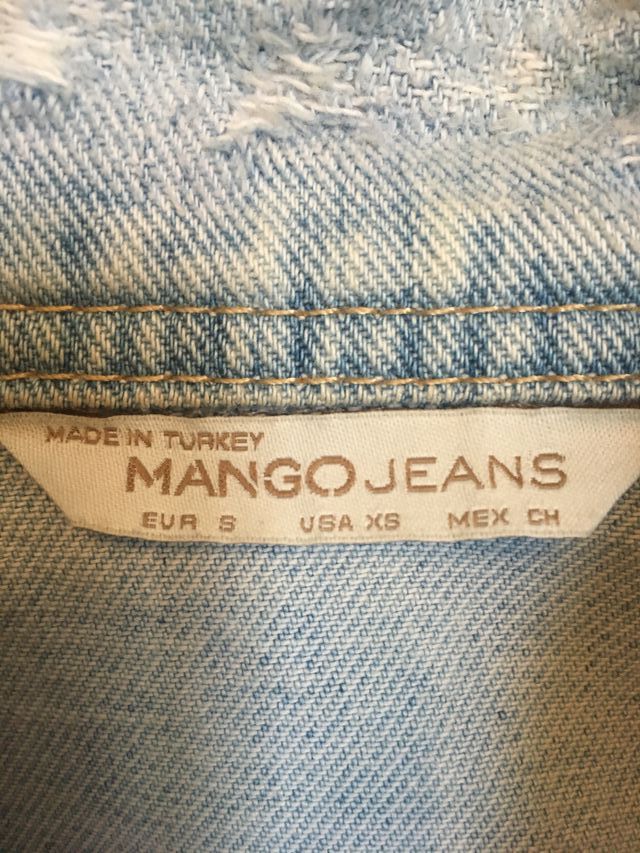 MADE IN TURKEY
MANGO JEANS
EUR S USA XS MEX CH